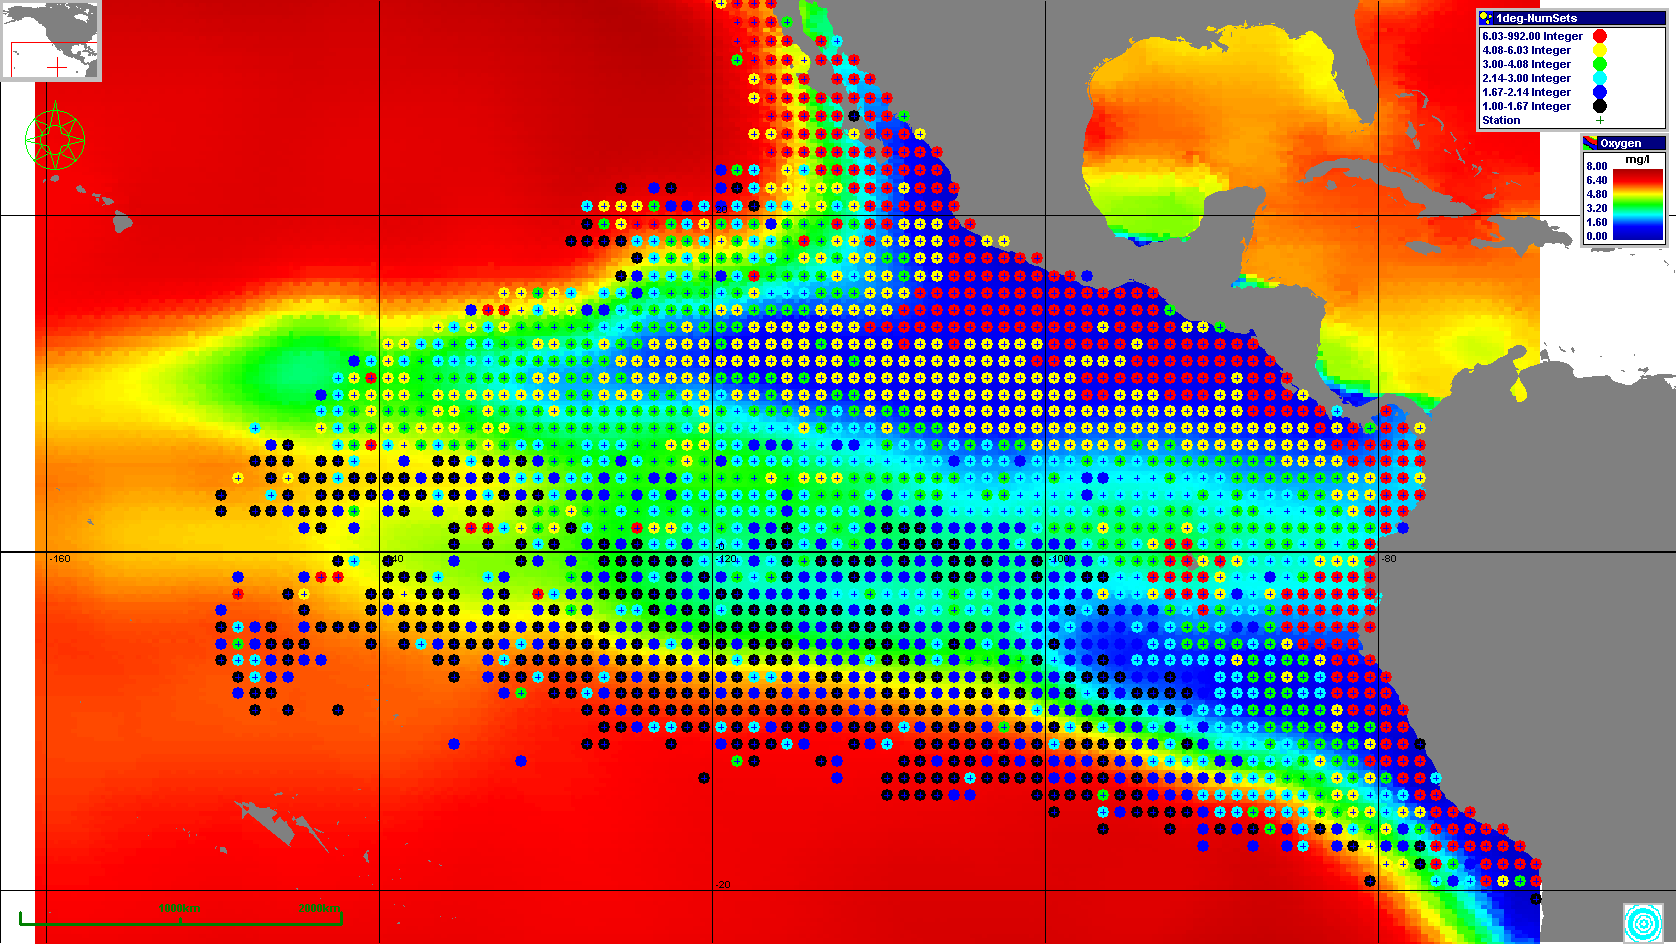 1deg-NumSets
6.03-992.00 Integer
4.08-6.03 Integer
3.00-4.08 Integer
2.14-3.00 Integer
1.67-2.14 Integer
1.00-1.67 Integer
Station
Oxygen
mg/l
8.00
6.40
4.80
3.20
1.60
0.00
20
0
-160
-120
-100
-80
-20